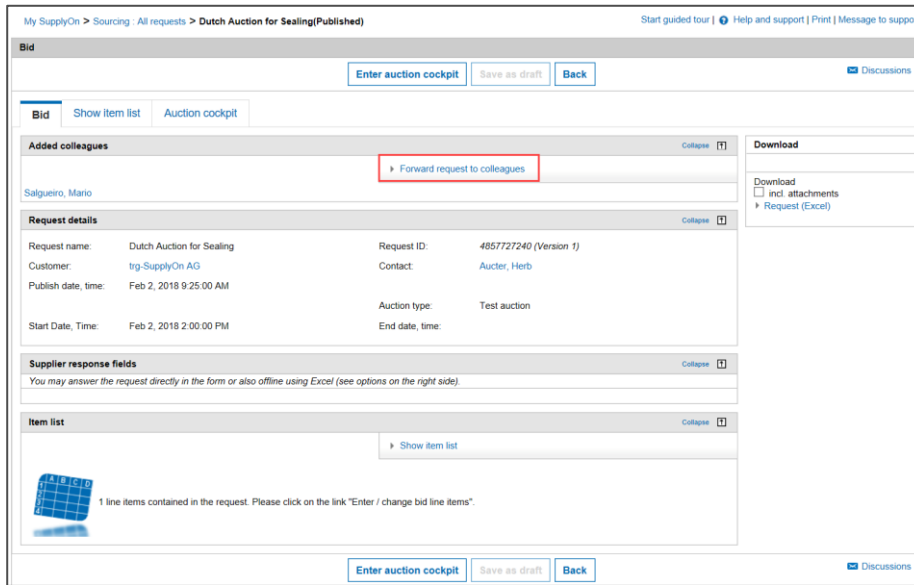 My SupplyOn > Sourcing : All requests > Dutch Auction for Sealing(Published)
Start guided tour | Help and support | Print | Message to suppo
Bid
Enter auction cockpit Save as draft Back
Discussions
Bid Show item list Auction cockpit
Added colleagues Collapse
Forward request to colleagues
Salgueiro, Mario
Download
Download
incl. attachments
Request (Excel)
Request details Collapse
Request name: Dutch Auction for Sealing Request ID: 4857727240 (Version 1)
Customer: trg-SupplyOn AG Contact: Aucter, Herb
Publish date, time: Feb 2, 2018 9:25:00 AM
Auction type: Test auction
Start Date, Time: Feb 2, 2018 2:00:00 PM End date, time:
Supplier response fields Collapse
You may answer the request directly in the form or also offline using Excel (see options on the right side).
Item list Collapse
Show item list
A B C D
1
2
3
4
1 line items contained in the request. Please click on the link "Enter / change bid line items".
Enter auction cockpit Save as draft Back
Discussions